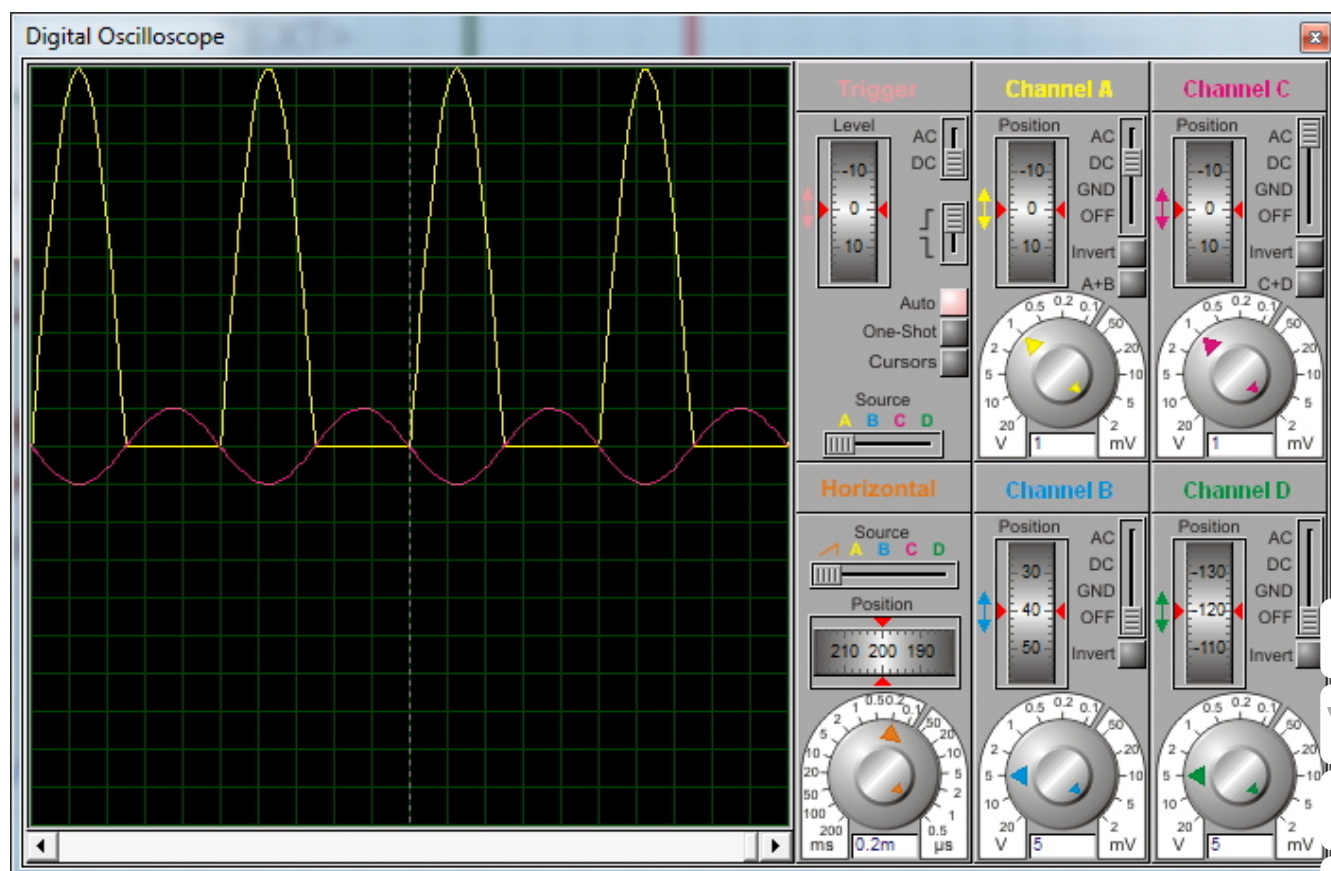 Digital Oscilloscope
Trigger
Level
AC
DC
-10
0
10
Auto
One-Shot
Cursors
Source
A B C D
Channel A
Position
AC
DC
GND
OFF
-10
0
10
Invert
A+B
0.5 0.2 0.1
1 50
2 20
5 10
10 5
20 2
V 1 mV
Channel C
Position
AC
DC
GND
OFF
-10
0
10
Invert
C+D
0.5 0.2 0.1
1 50
2 20
5 10
10 5
20 2
V 1 mV
Horizontal
Source
A B C D
Position
210 200 190
1 0.5 0.2 0.1
2 50
5 20
10 10
20 5
50 2
100 1
200 0.5
ms 0.2m µs
Channel B
Position
AC
DC
GND
OFF
30
40
50
Invert
0.5 0.2 0.1
1 50
2 20
5 10
10 5
20 2
V 5 mV
Channel D
Position
AC
DC
GND
OFF
-130
-120
-110
Invert
0.5 0.2 0.1
1 50
2 20
5 10
10 5
20 2
V 5 mV